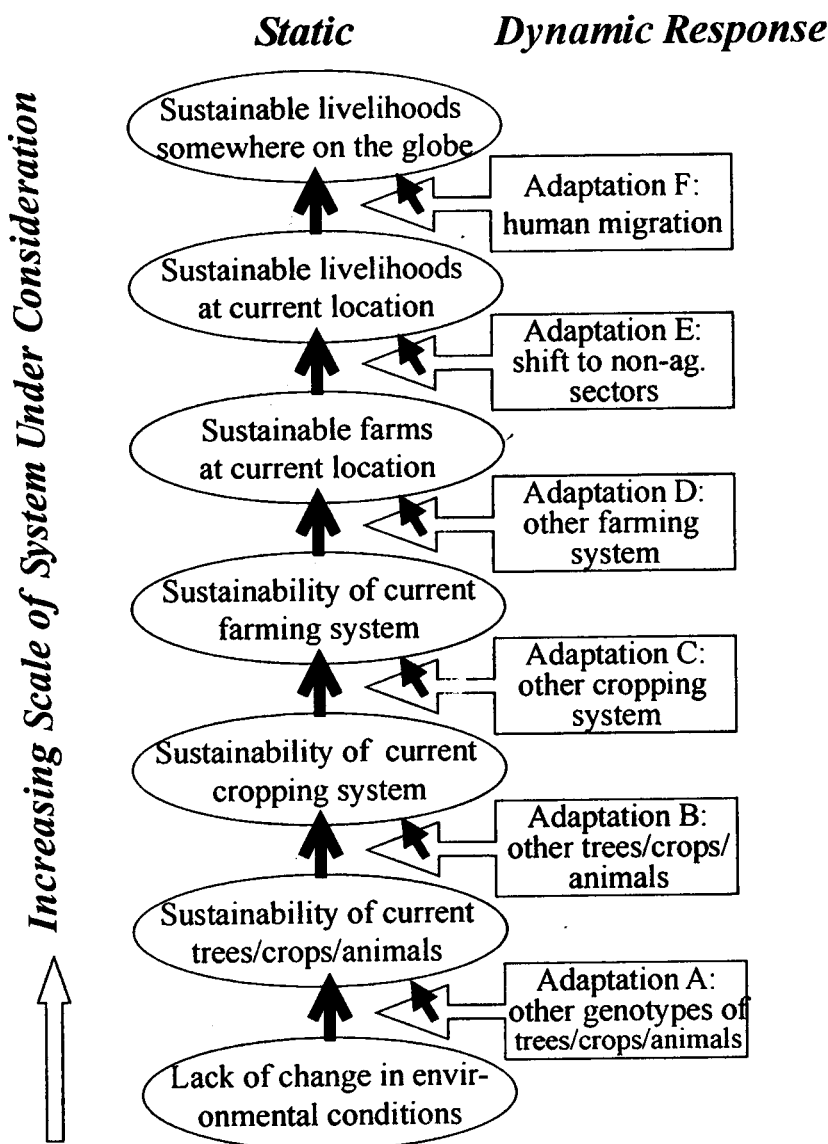 Static
Dynamic Response
Increasing Scale of System Under Consideration
Sustainable livelihoods
somewhere on the globe
Adaptation F:
human migration
Sustainable livelihoods
at current location
Adaptation E:
shift to non-ag.
sectors
Sustainable farms
at current location
Adaptation D:
other farming
system
Sustainability of current
farming system
Adaptation C:
other cropping
system
Sustainability of current
cropping system
Adaptation B:
other trees/crops/
animals
Sustainability of current
trees/crops/animals
Adaptation A:
other genotypes of
trees/crops/animals
Lack of change in envir-
onmental conditions